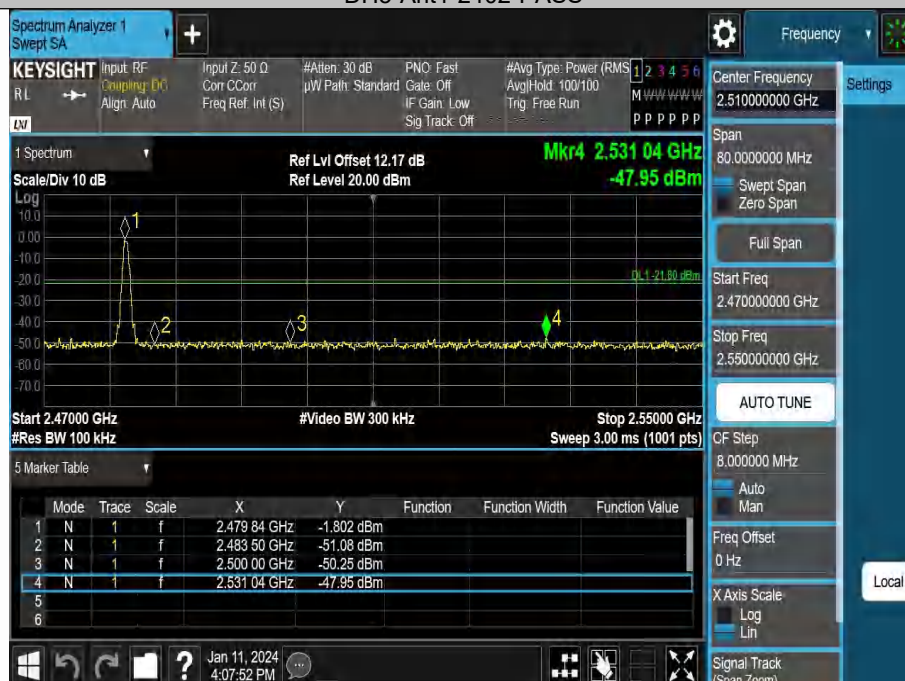 Spectrum Analyzer 1
Swept SA
Frequency
KEYSIGHT
RL
LXI
Input: RF
Coupling: DC
Align: Auto
Input Z: 50 Ω
Corr CCorr
Freq Ref: Int (S)
#Atten: 30 dB
µW Path: Standard
PNO: Fast
Gate: Off
IF Gain: Low
Sig Track: Off
#Avg Type: Power (RMS
Avg|Hold: 100/100
Trig: Free Run
1 2 3 4 5 6
M W W W W W
P P P P P P
1 Spectrum
Scale/Div 10 dB
Log
Ref Lvl Offset 12.17 dB
Ref Level 20.00 dBm
Mkr4 2.531 04 GHz
-47.95 dBm
10.0
0.00
-10.0
-20.0
-30.0
-40.0
-50.0
-60.0
-70.0
1
2
3
4
DL1 -21.80 dBm
Start 2.47000 GHz
#Res BW 100 kHz
#Video BW 300 kHz
Stop 2.55000 GHz
Sweep 3.00 ms (1001 pts)
5 Marker Table
Mode Trace Scale X Y Function Function Width Function Value
1 N 1 f 2.479 84 GHz -1.802 dBm
2 N 1 f 2.483 50 GHz -51.08 dBm
3 N 1 f 2.500 00 GHz -50.25 dBm
4 N 1 f 2.531 04 GHz -47.95 dBm
5
6
Jan 11, 2024
4:07:52 PM
Center Frequency
2.510000000 GHz
Settings
Span
80.0000000 MHz
Swept Span
Zero Span
Full Span
Start Freq
2.470000000 GHz
Stop Freq
2.550000000 GHz
AUTO TUNE
CF Step
8.000000 MHz
Auto
Man
Freq Offset
0 Hz
X Axis Scale
Log
Lin
Local
Signal Track
(Span Zoom)